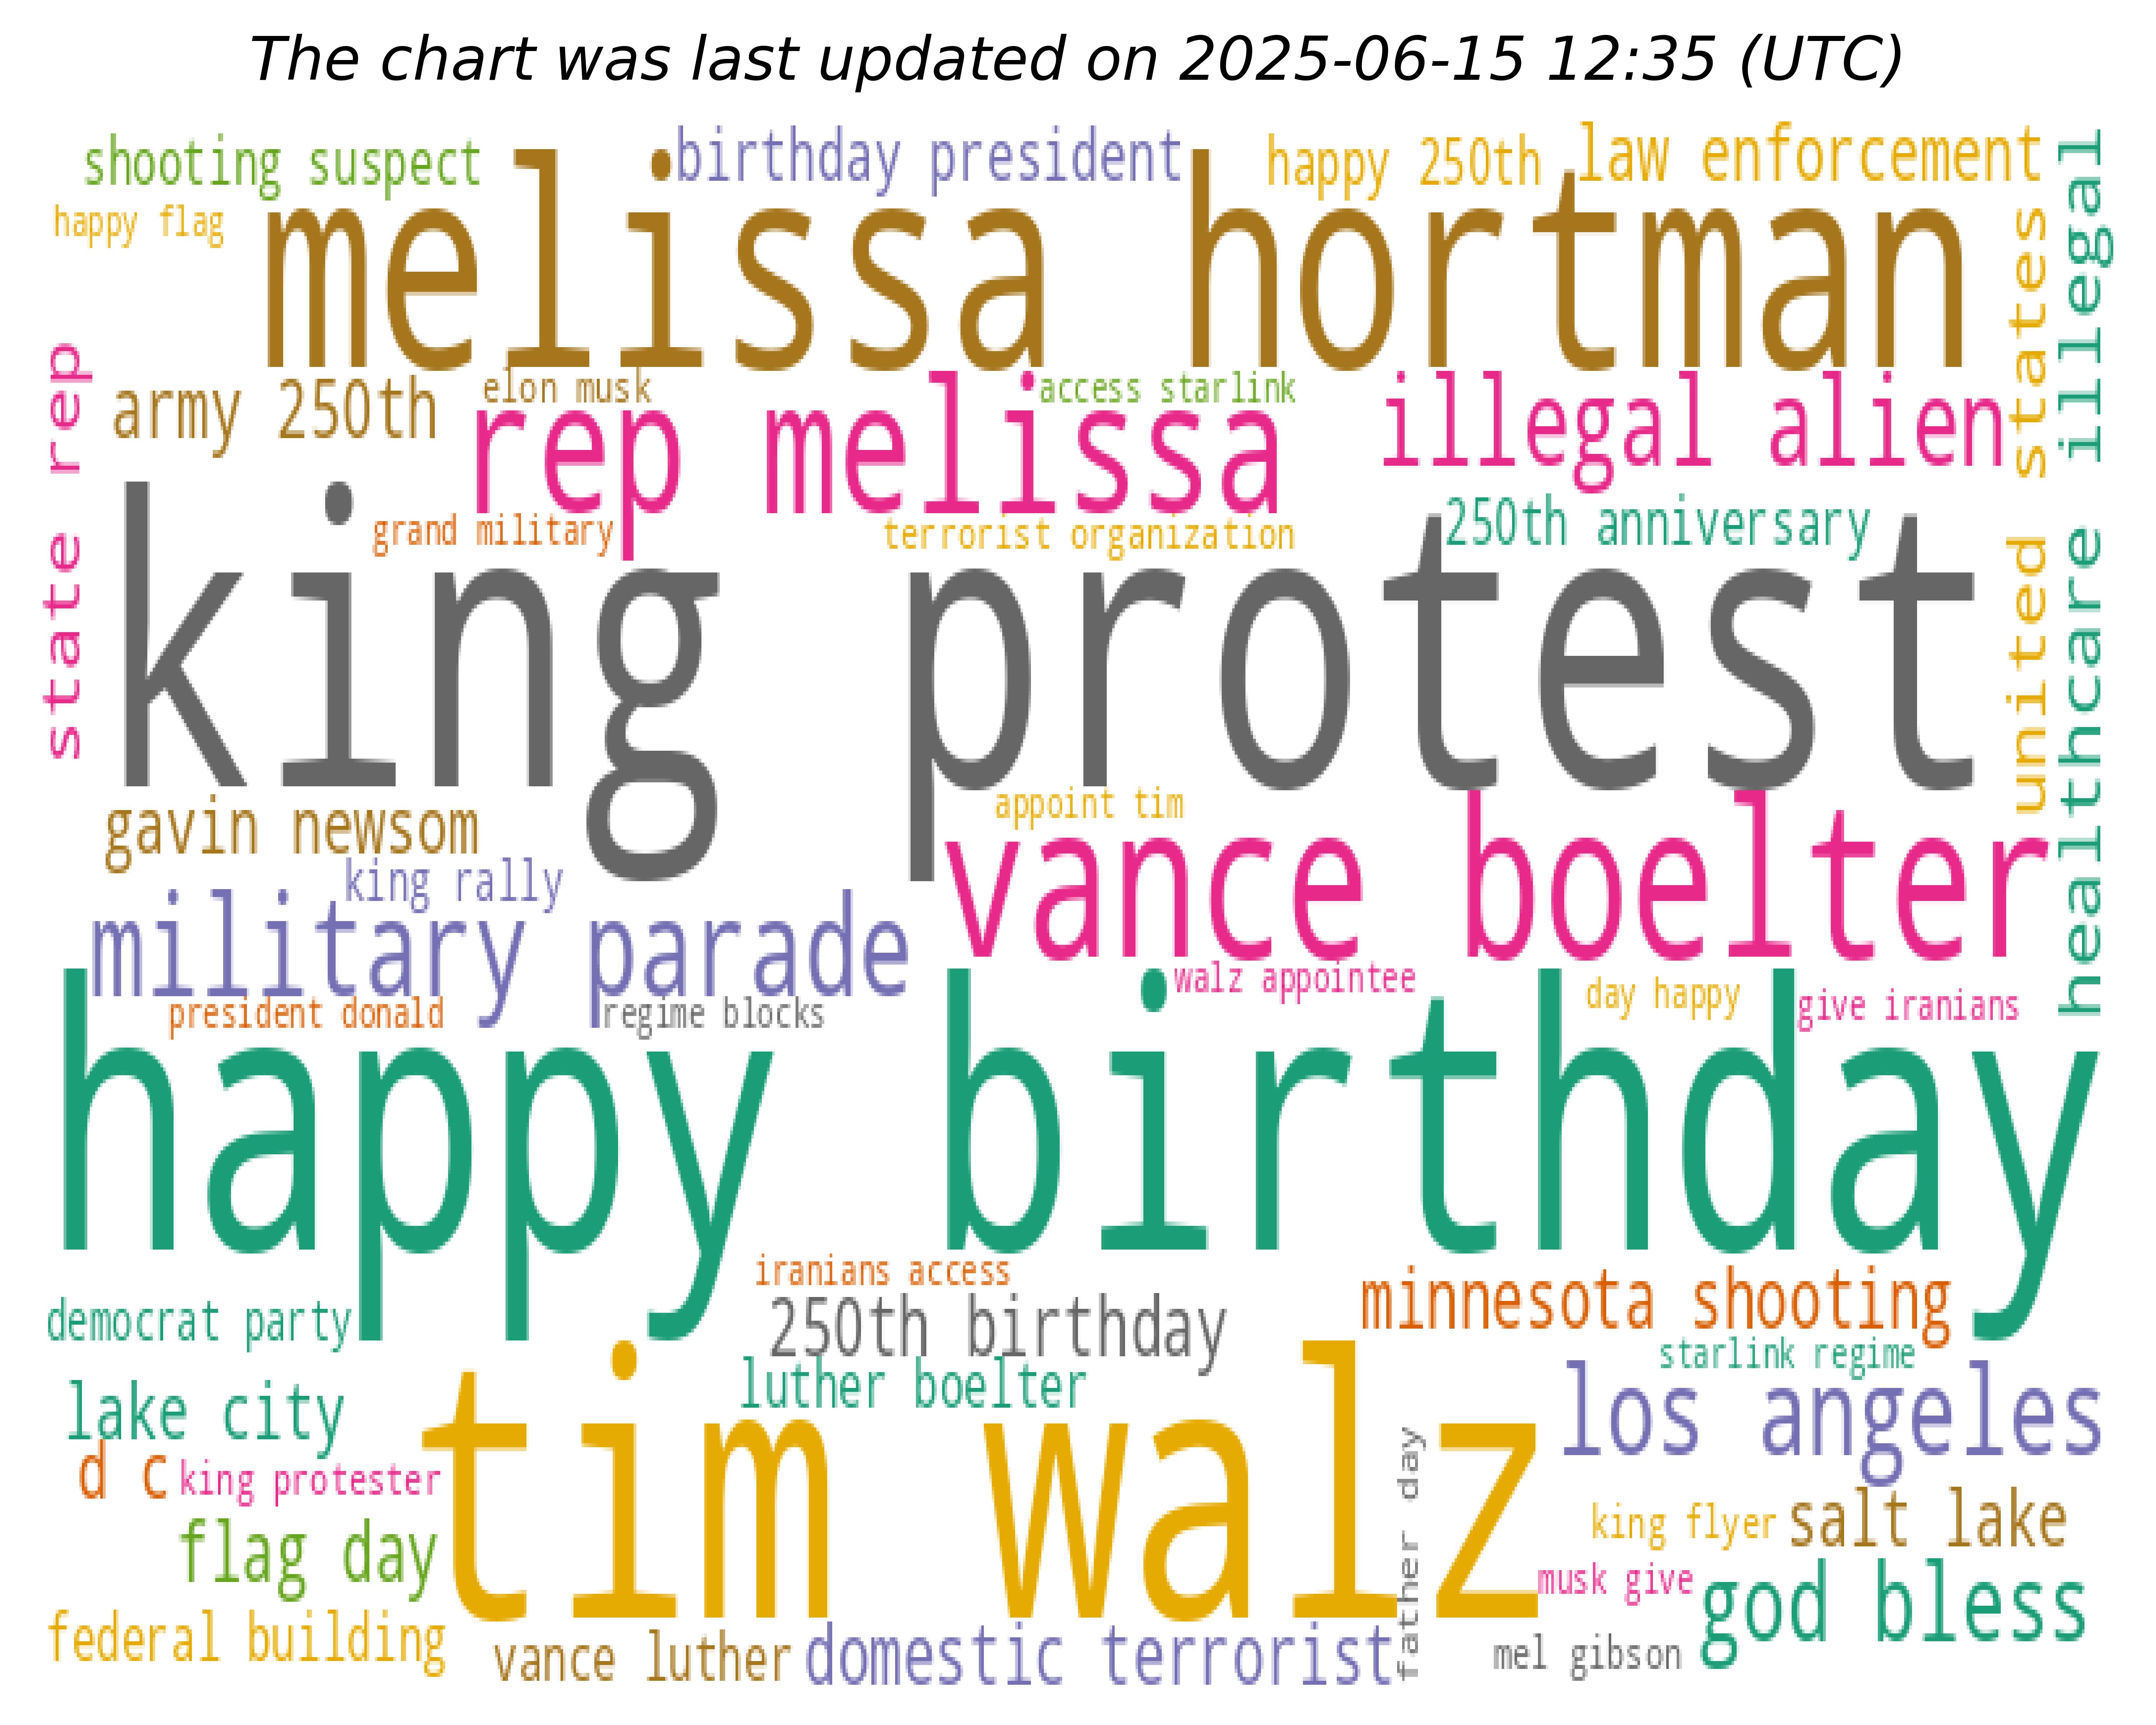 The chart was last updated on 2025-06-15 12:35 (UTC)
shooting suspect
birthday president
happy 250th
law enforcement
happy flag
melissa hortman
united states
healthcare illegal
state rep
army 250th
elon musk
rep melissa
access starlink
illegal alien
grand military
terrorist organization
250th anniversary
king protest
gavin newsom
appoint tim
king rally
vance boelter
military parade
walz appointee
day happy
give iranians
president donald
regime blocks
happy birthday
iranians access
minnesota shooting
democrat party
250th birthday
starlink regime
luther boelter
lake city
los angeles
d c
king protester
tim walz
father day
king flyer
salt lake
flag day
musk give
god bless
federal building
vance luther
domestic terrorist
mel gibson